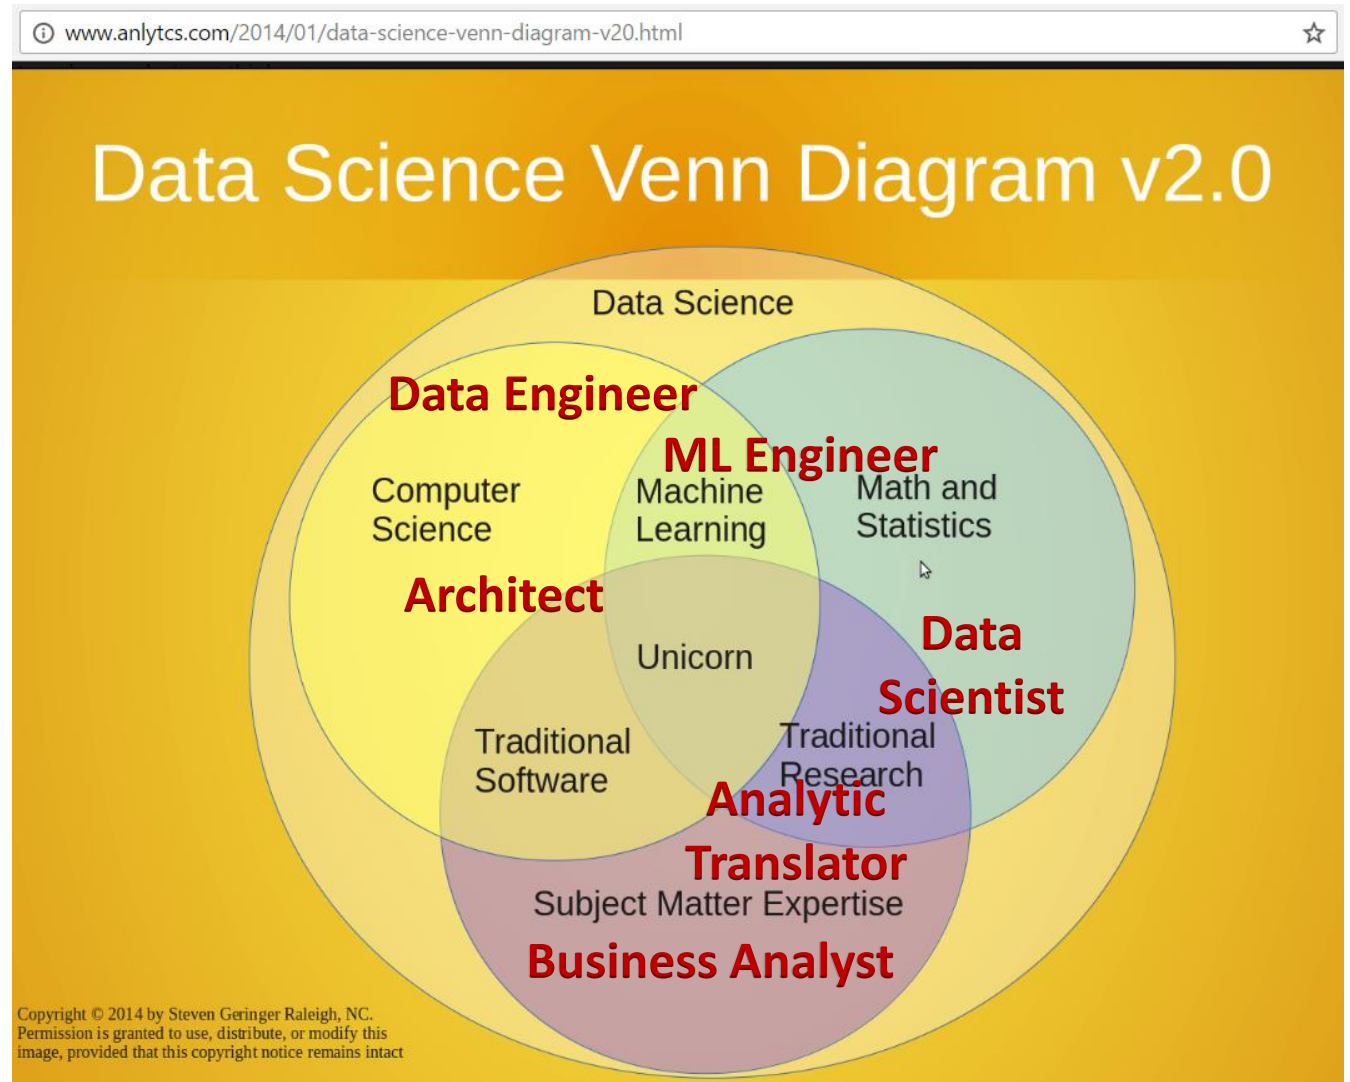 www.anlytcs.com/2014/01/data-science-venn-diagram-v20.html
Data Science Venn Diagram v2.0
Data Science
Data Engineer
ML Engineer
Computer
Science
Machine
Learning
Math and
Statistics
Architect
Data
Scientist
Unicorn
Traditional
Software
Traditional
Research
Analytic
Translator
Subject Matter Expertise
Business Analyst
Copyright © 2014 by Steven Geringer Raleigh, NC.
Permission is granted to use, distribute, or modify this
image, provided that this copyright notice remains intact